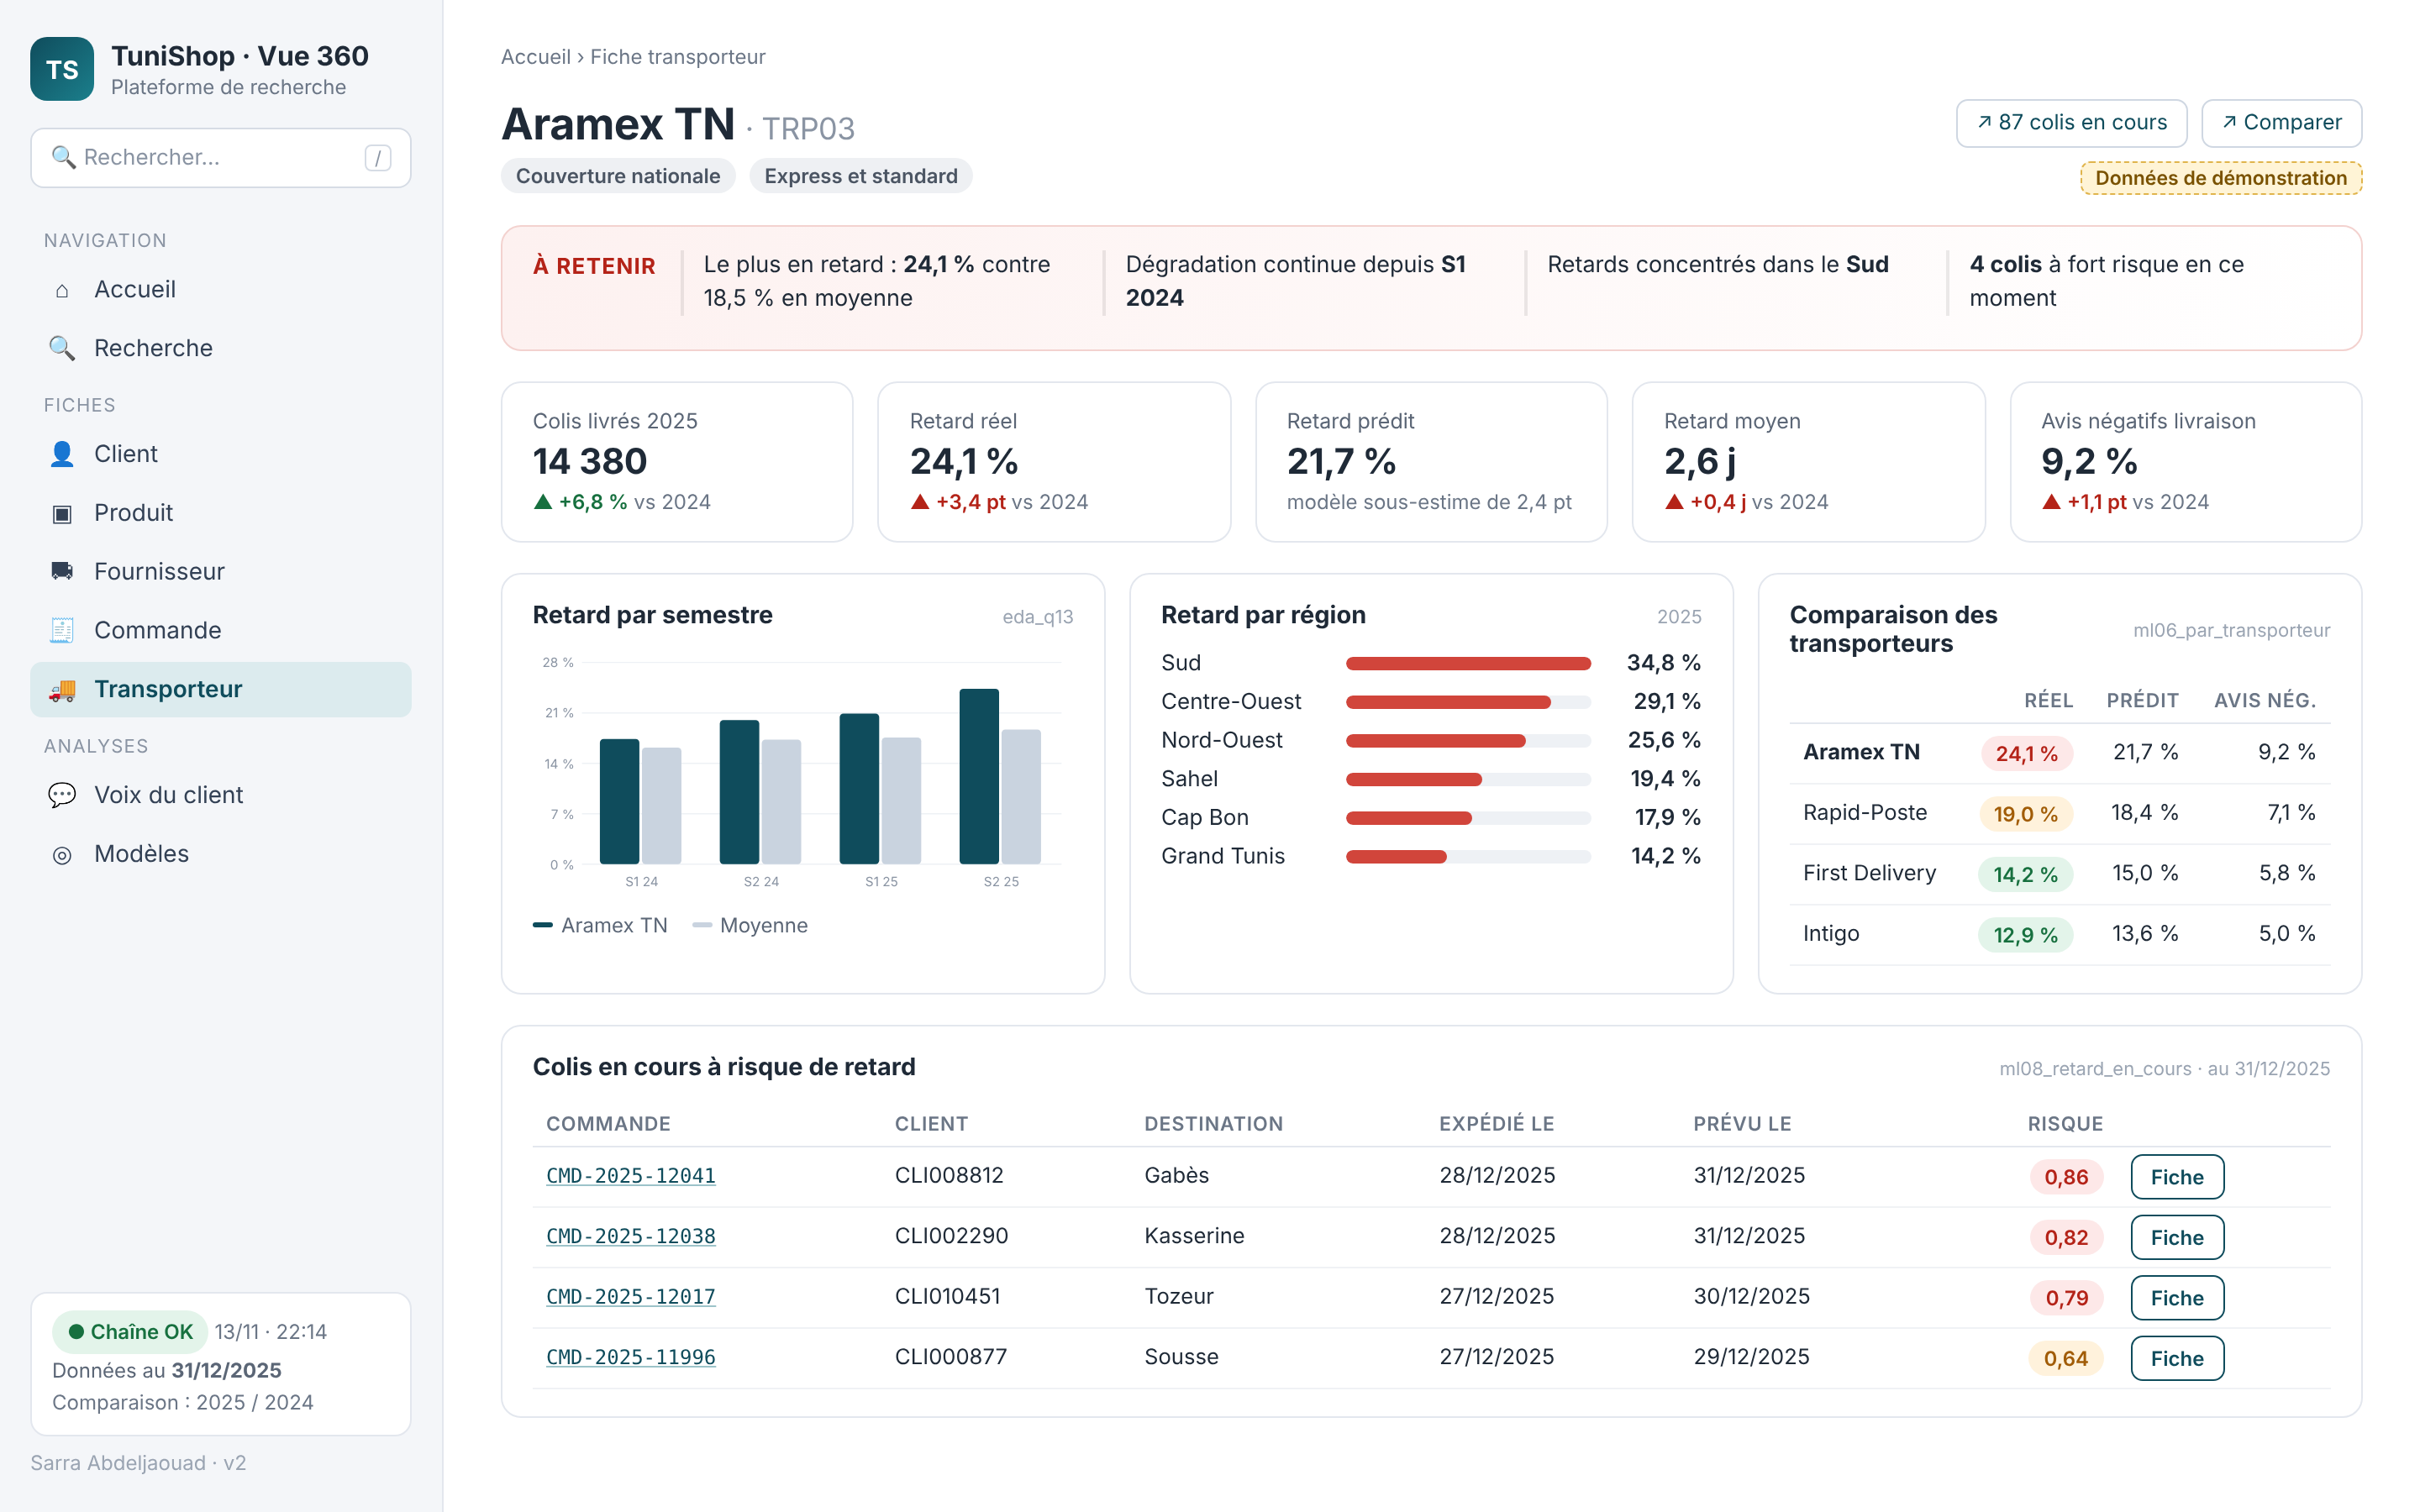 TS
TuniShop · Vue 360
Plateforme de recherche
🔍 Rechercher... /
NAVIGATION
Accueil
Recherche
FICHES
Client
Produit
Fournisseur
Commande
Transporteur
ANALYSES
Voix du client
Modèles
Chaîne OK 13/11 · 22:14
Données au 31/12/2025
Comparaison : 2025 / 2024
Sarra Abdeljaouad · v2
Accueil › Fiche transporteur
Aramex TN · TRP03
↗ 87 colis en cours
↗ Comparer
Couverture nationale
Express et standard
Données de démonstration
À RETENIR
Le plus en retard : 24,1 % contre
18,5 % en moyenne
Dégradation continue depuis S1
2024
Retards concentrés dans le Sud
4 colis à fort risque en ce
moment
Colis livrés 2025
14 380
▲ +6,8 % vs 2024
Retard réel
24,1 %
▲ +3,4 pt vs 2024
Retard prédit
21,7 %
modèle sous-estime de 2,4 pt
Retard moyen
2,6 j
▲ +0,4 j vs 2024
Avis négatifs livraison
9,2 %
▲ +1,1 pt vs 2024
Retard par semestre eda_q13
28 %
21 %
14 %
7 %
0 %
S1 24 S2 24 S1 25 S2 25
Aramex TN Moyenne
Retard par région 2025
Sud 34,8 %
Centre-Ouest 29,1 %
Nord-Ouest 25,6 %
Sahel 19,4 %
Cap Bon 17,9 %
Grand Tunis 14,2 %
Comparaison des
transporteurs
ml06_par_transporteur
RÉEL PRÉDIT AVIS NÉG.
Aramex TN 24,1 % 21,7 % 9,2 %
Rapid-Poste 19,0 % 18,4 % 7,1 %
First Delivery 14,2 % 15,0 % 5,8 %
Intigo 12,9 % 13,6 % 5,0 %
Colis en cours à risque de retard ml08_retard_en_cours · au 31/12/2025
COMMANDE CLIENT DESTINATION EXPÉDIÉ LE PRÉVU LE RISQUE
CMD-2025-12041 CLI008812 Gabès 28/12/2025 31/12/2025 0,86 Fiche
CMD-2025-12038 CLI002290 Kasserine 28/12/2025 31/12/2025 0,82 Fiche
CMD-2025-12017 CLI010451 Tozeur 27/12/2025 30/12/2025 0,79 Fiche
CMD-2025-11996 CLI000877 Sousse 27/12/2025 29/12/2025 0,64 Fiche